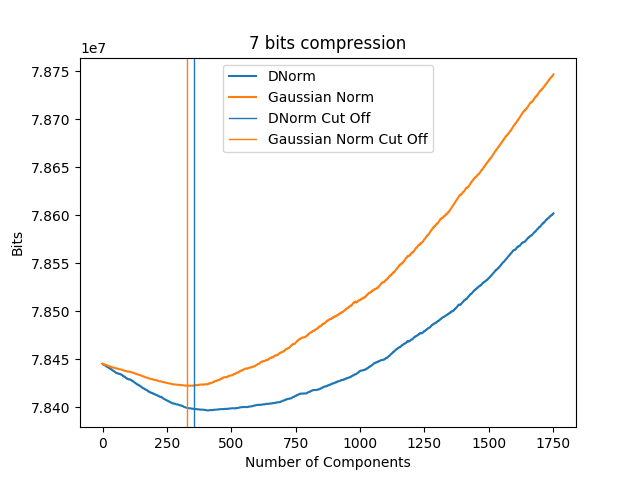 7 bits compression
1e7
7.875
7.870
7.865
7.860
7.855
7.850
7.845
7.840
Bits
DNorm
Gaussian Norm
DNorm Cut Off
Gaussian Norm Cut Off
0 250 500 750 1000 1250 1500 1750
Number of Components